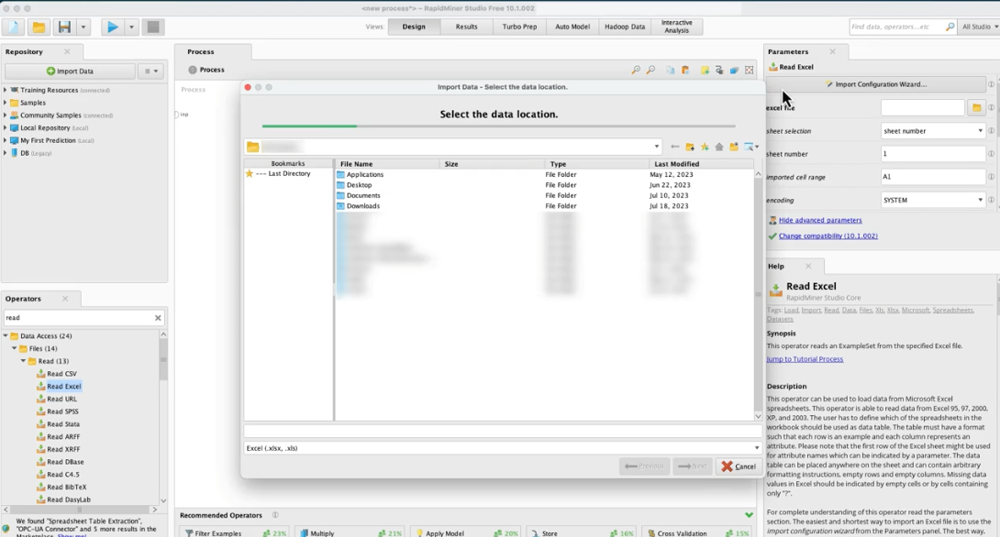 <new process*> – RapidMiner Studio Free 10.1.002
Views: Design Results Turbo Prep Auto Model Hadoop Data Interactive Analysis Find data, operators...etc All Studio
Repository
Import Data
Training Resources (connected)
Samples
Community Samples (connected)
Local Repository (Local)
My First Prediction (Local)
DB (Legacy)
Operators
read
Data Access (24)
Files (14)
Read (13)
Read CSV
Read Excel
Read URL
Read SPSS
Read Stata
Read ARFF
Read XRFF
Read DBase
Read C4.5
Read BibTeX
Read DasyLab
We found "Spreadsheet Table Extraction",
"OPC-UA Connector" and 5 more results in the
Process
Process
Process
inp
Import Data - Select the data location.
Select the data location.
Bookmarks
--- Last Directory
File Name Size Type Last Modified
Applications File Folder May 12, 2023
Desktop File Folder Jun 22, 2023
Documents File Folder Jul 10, 2023
Downloads File Folder Jul 18, 2023
Excel (.xlsx, .xls)
Previous Next Cancel
Recommended Operators
Filter Examples 23% Multiply 21% Apply Model 20% Store 16% Cross Validation 15%
Parameters
Read Excel
Import Configuration Wizard...
excel file
sheet selection sheet number
sheet number 1
imported cell range A1
encoding SYSTEM
Hide advanced parameters
Change compatibility (10.1.002)
Help
Read Excel
RapidMiner Studio Core
Tags: Load, Import, Read, Data, Files, Xls, Xlsx, Microsoft, Spreadsheets,
Datasets
Synopsis
This operator reads an ExampleSet from the specified Excel file.
Jump to Tutorial Process
Description
This operator can be used to load data from Microsoft Excel
spreadsheets. This operator is able to read data from Excel 95, 97, 2000,
XP, and 2003. The user has to define which of the spreadsheets in the
workbook should be used as data table. The table must have a format
such that each row is an example and each column represents an
attribute. Please note that the first row of the Excel sheet might be used
for attribute names which can be indicated by a parameter. The data
table can be placed anywhere on the sheet and can contain arbitrary
formatting instructions, empty rows and empty columns. Missing data
values in Excel should be indicated by empty cells or by cells containing
only "?".
For complete understanding of this operator read the parameters
section. The easiest and shortest way to import an Excel file is to use the
import configuration wizard from the Parameters panel. The best way,